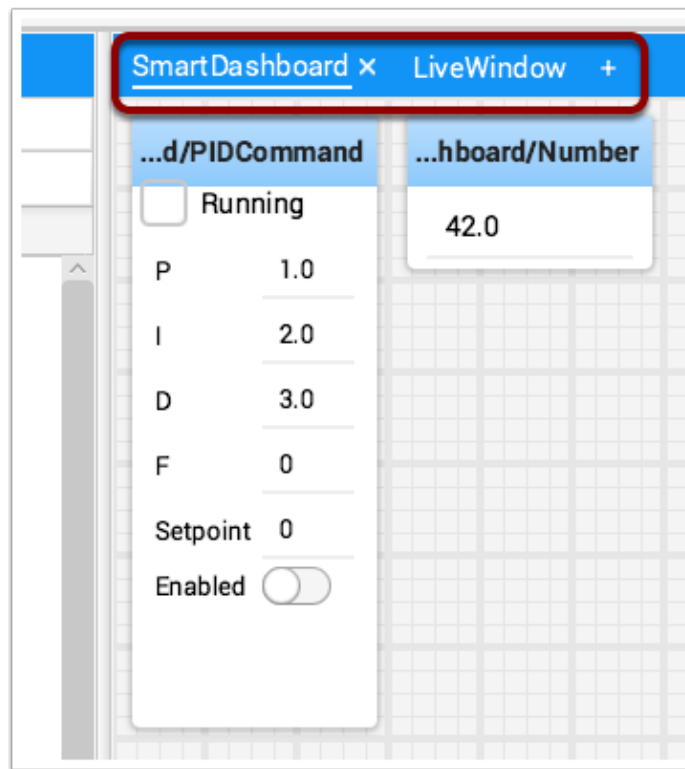 SmartDashboard × LiveWindow +
...d/PIDCommand ...hboard/Number
Running
42.0
P 1.0
I 2.0
D 3.0
F 0
Setpoint 0
Enabled